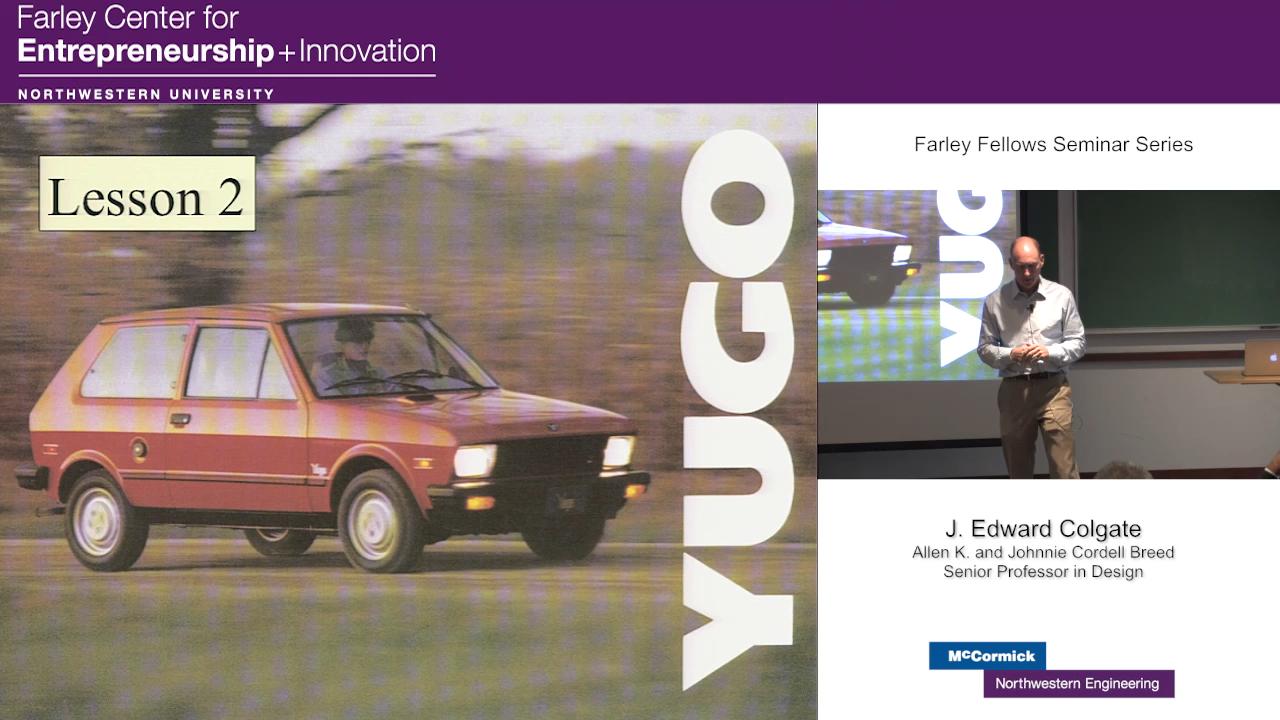 Farley Center for
Entrepreneurship+Innovation
NORTHWESTERN UNIVERSITY
Lesson 2
YUGO
Farley Fellows Seminar Series
YUG
J. Edward Colgate
Allen K. and Johnnie Cordell Breed
Senior Professor in Design
McCormick
Northwestern Engineering